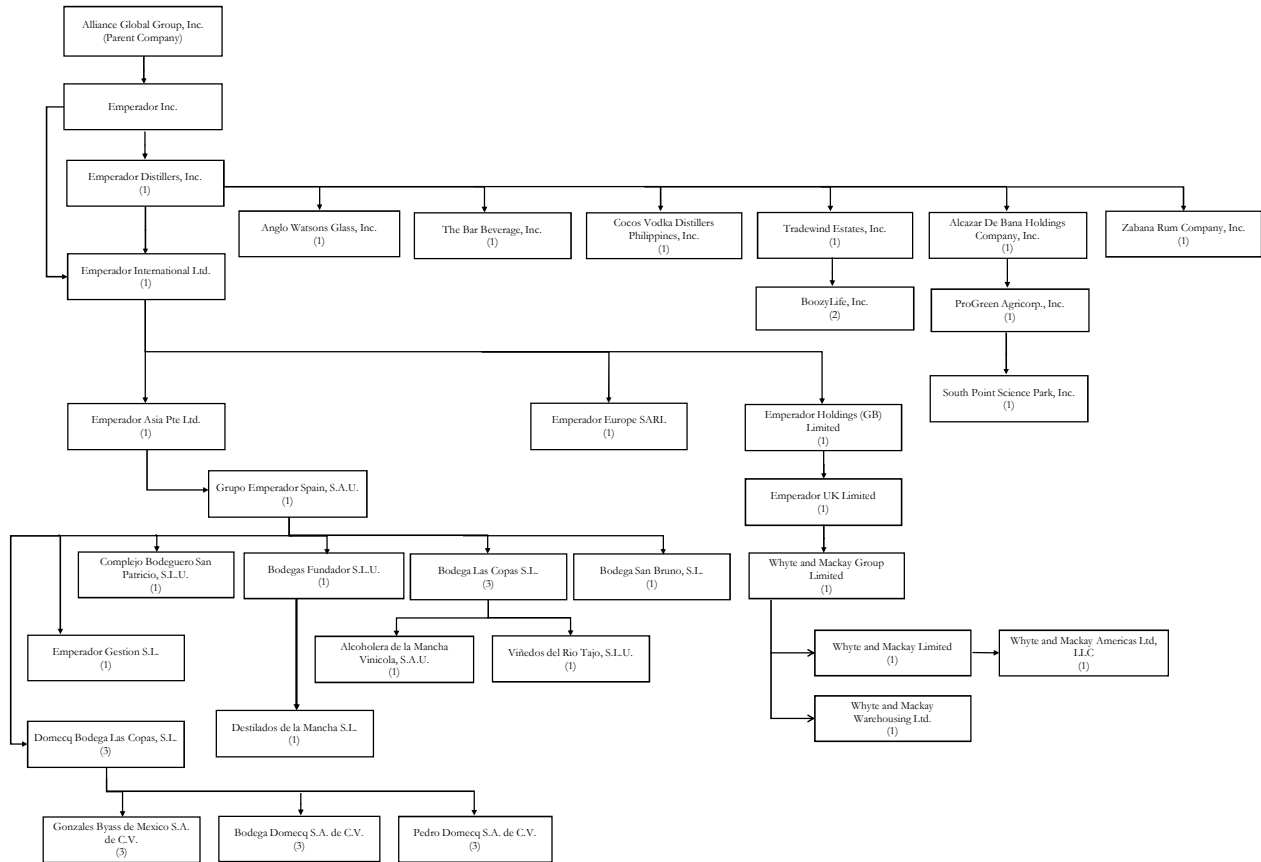 Alliance Global Group, Inc.
(Parent Company)
Emperador Inc.
Emperador Distillers, Inc.
(1)
Anglo Watsons Glass, Inc.
(1)
The Bar Beverage, Inc.
(1)
Cocos Vodka Distillers
Philippines, Inc.
(1)
Tradewind Estates, Inc.
(1)
Alcazar De Bana Holdings
Company, Inc.
(1)
Zabana Rum Company, Inc.
(1)
Emperador International Ltd.
(1)
BoozyLife, Inc.
(2)
ProGreen Agricorp., Inc.
(1)
South Point Science Park, Inc.
(1)
Emperador Asia Pte Ltd.
(1)
Emperador Europe SARL
(1)
Emperador Holdings (GB)
Limited
(1)
Grupo Emperador Spain, S.A.U.
(1)
Emperador UK Limited
(1)
Complejo Bodeguero San
Patricio, S.L.U.
(1)
Bodegas Fundador S.L.U.
(1)
Bodega Las Copas S.L.
(3)
Bodega San Bruno, S.L.
(1)
Whyte and Mackay Group
Limited
(1)
Emperador Gestion S.L.
(1)
Alcoholera de la Mancha
Vinicola, S.A.U.
(1)
Viñedos del Rio Tajo, S.L.U.
(1)
Whyte and Mackay Limited
(1)
Whyte and Mackay Americas Ltd,
LLC
(1)
Domecq Bodega Las Copas, S.L.
(3)
Destilados de la Mancha S.L.
(1)
Whyte and Mackay
Warehousing Ltd.
(1)
Gonzales Byass de Mexico S.A.
de C.V.
(3)
Bodega Domecq S.A. de C.V.
(3)
Pedro Domecq S.A. de C.V.
(3)